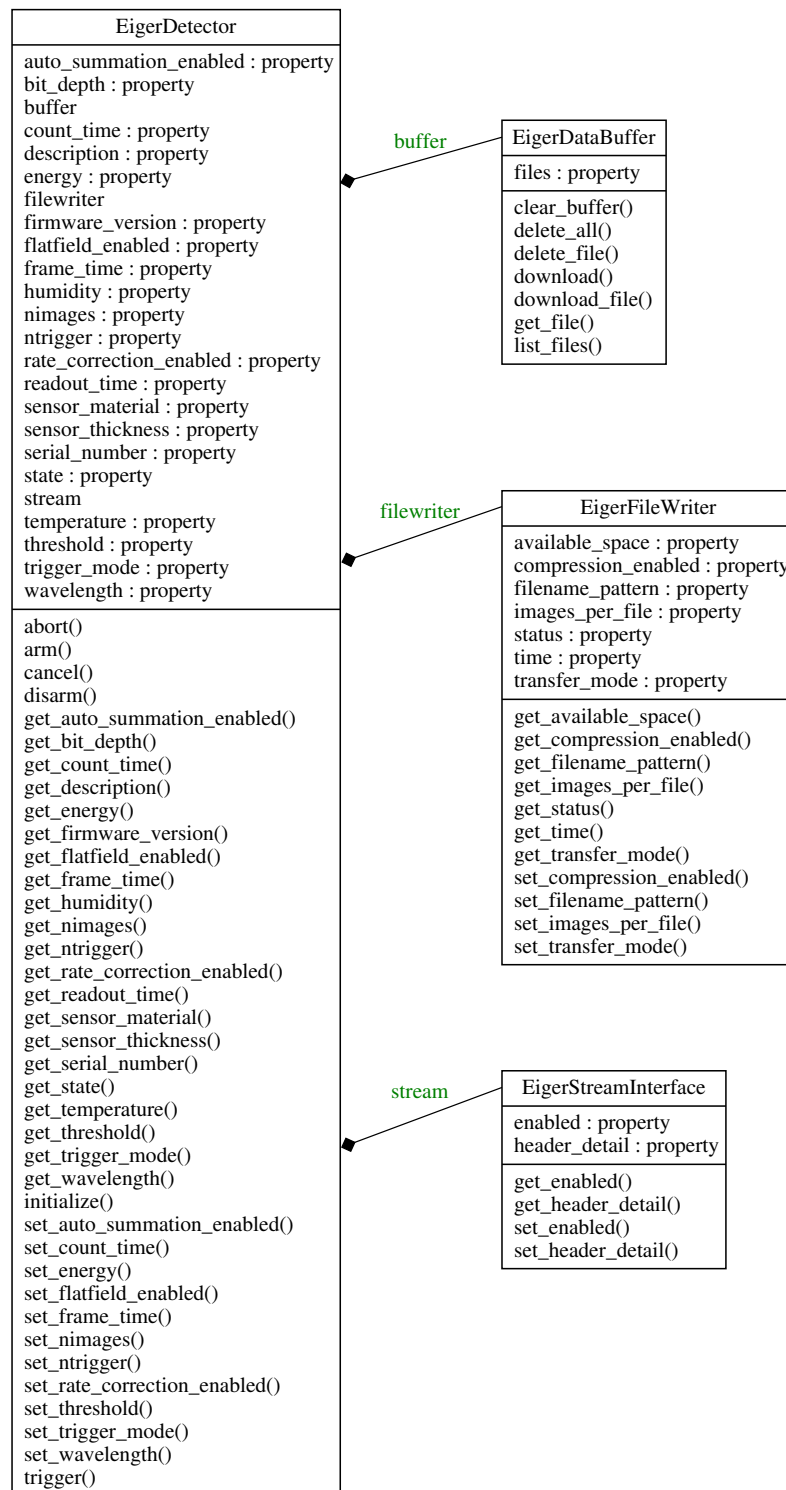 EigerDetector
auto_summation_enabled : property
bit_depth : property
buffer
count_time : property
description : property
energy : property
filewriter
firmware_version : property
flatfield_enabled : property
frame_time : property
humidity : property
nimages : property
ntrigger : property
rate_correction_enabled : property
readout_time : property
sensor_material : property
sensor_thickness : property
serial_number : property
state : property
stream
temperature : property
threshold : property
trigger_mode : property
wavelength : property
abort()
arm()
cancel()
disarm()
get_auto_summation_enabled()
get_bit_depth()
get_count_time()
get_description()
get_energy()
get_firmware_version()
get_flatfield_enabled()
get_frame_time()
get_humidity()
get_nimages()
get_ntrigger()
get_rate_correction_enabled()
get_readout_time()
get_sensor_material()
get_sensor_thickness()
get_serial_number()
get_state()
get_temperature()
get_threshold()
get_trigger_mode()
get_wavelength()
initialize()
set_auto_summation_enabled()
set_count_time()
set_energy()
set_flatfield_enabled()
set_frame_time()
set_nimages()
set_ntrigger()
set_rate_correction_enabled()
set_threshold()
set_trigger_mode()
set_wavelength()
trigger()
buffer
EigerDataBuffer
files : property
clear_buffer()
delete_all()
delete_file()
download()
download_file()
get_file()
list_files()
filewriter
EigerFileWriter
available_space : property
compression_enabled : property
filename_pattern : property
images_per_file : property
status : property
time : property
transfer_mode : property
get_available_space()
get_compression_enabled()
get_filename_pattern()
get_images_per_file()
get_status()
get_time()
get_transfer_mode()
set_compression_enabled()
set_filename_pattern()
set_images_per_file()
set_transfer_mode()
stream
EigerStreamInterface
enabled : property
header_detail : property
get_enabled()
get_header_detail()
set_enabled()
set_header_detail()